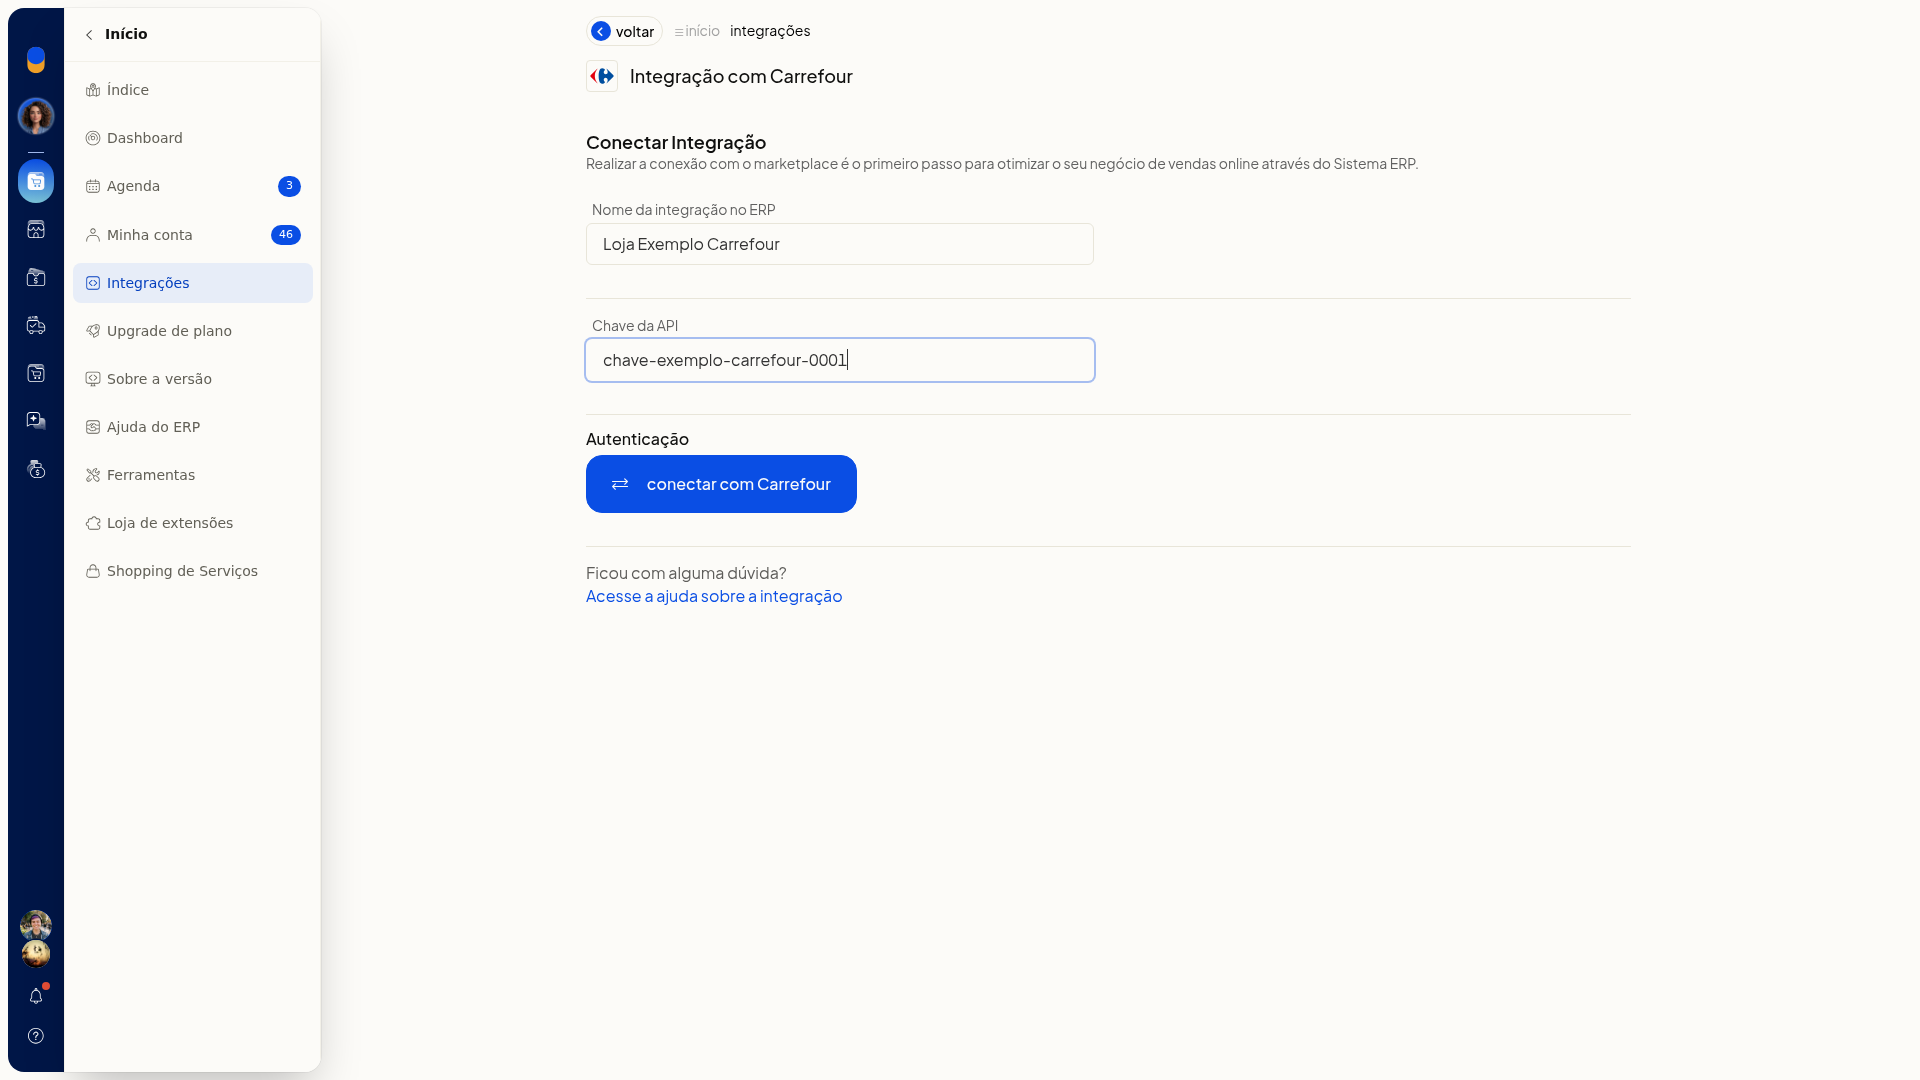 Início
Índice
Dashboard
Agenda
3
Minha conta
46
Integrações
Upgrade de plano
Sobre a versão
Ajuda do ERP
Ferramentas
Loja de extensões
Shopping de Serviços
voltar
início
integrações
Integração com Carrefour
Conectar Integração
Realizar a conexão com o marketplace é o primeiro passo para otimizar o seu negócio de vendas online através do Sistema ERP.
Nome da integração no ERP
Loja Exemplo Carrefour
Chave da API
chave-exemplo-carrefour-0001
Autenticação
conectar com Carrefour
Ficou com alguma dúvida?
Acesse a ajuda sobre a integração